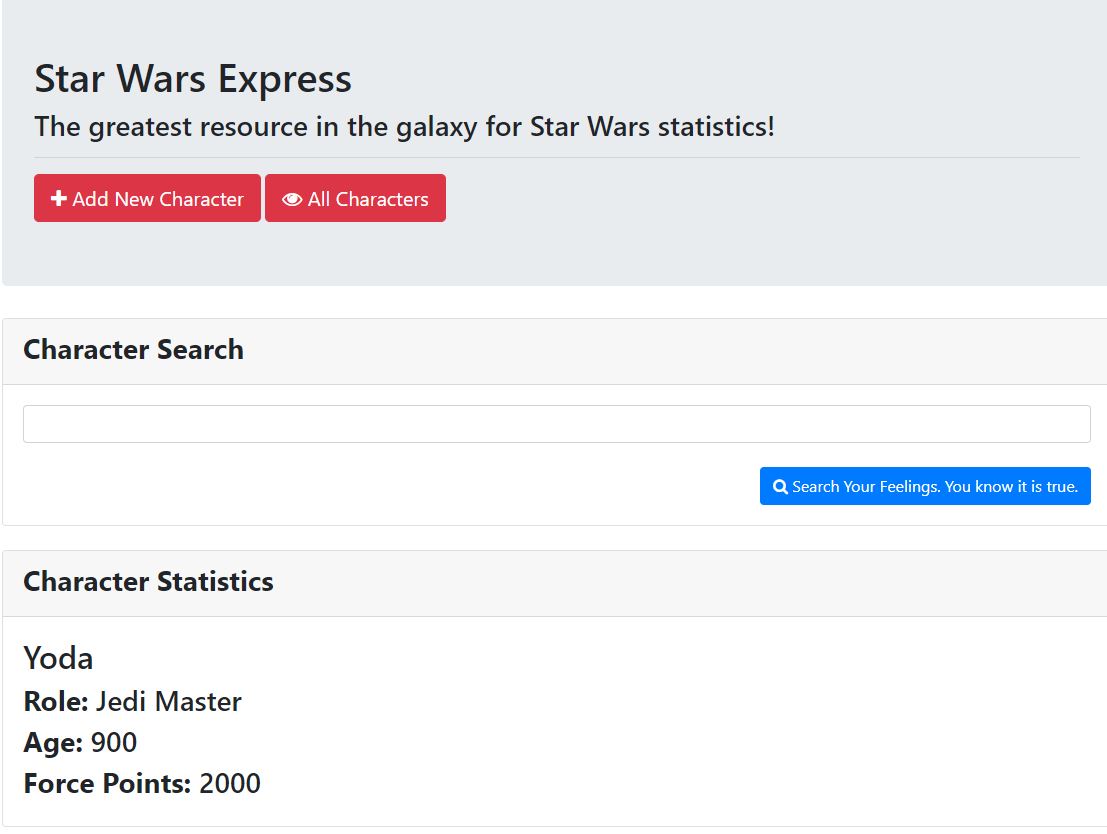 Star Wars Express
The greatest resource in the galaxy for Star Wars statistics!
Add New Character All Characters
Character Search
Search Your Feelings. You know it is true.
Character Statistics
Yoda
Role: Jedi Master
Age: 900
Force Points: 2000